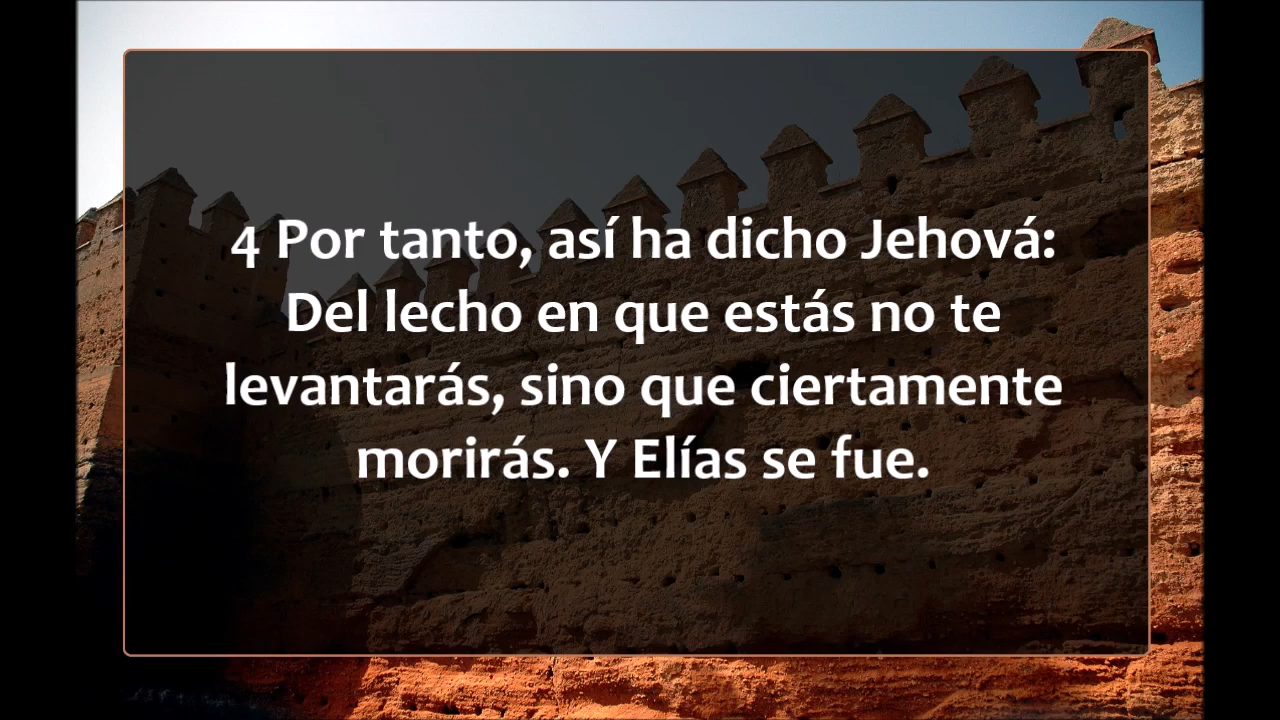 4 Por tanto, así ha dicho Jehová:
Del lecho en que estás no te
levantarás, sino que ciertamente
morirás. Y Elías se fue.